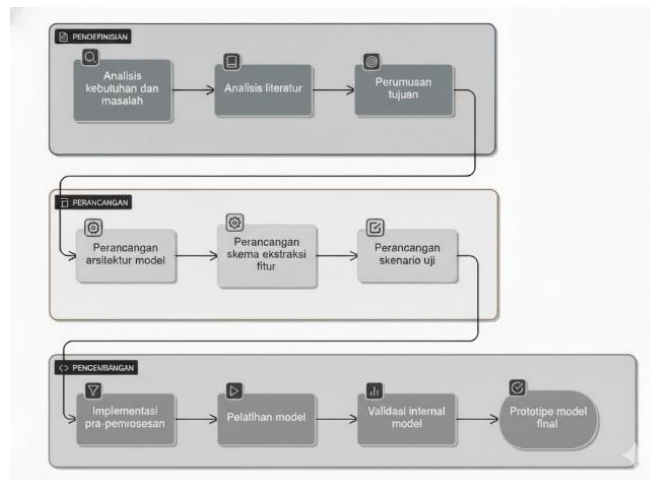 PENDEFINISIAN
Analisis
kebutuhan dan
masalah
Analisis literatur
Perumusan
tujuan
PERANCANGAN
Perancangan
arsitektur model
Perancangan
skema ekstraksi
fitur
Perancangan
skenario uji
<> PENGEMBANGAN
Implementasi
pra-pemrosesan
Pelatihan model
Validasi internal
model
Prototipe model
final